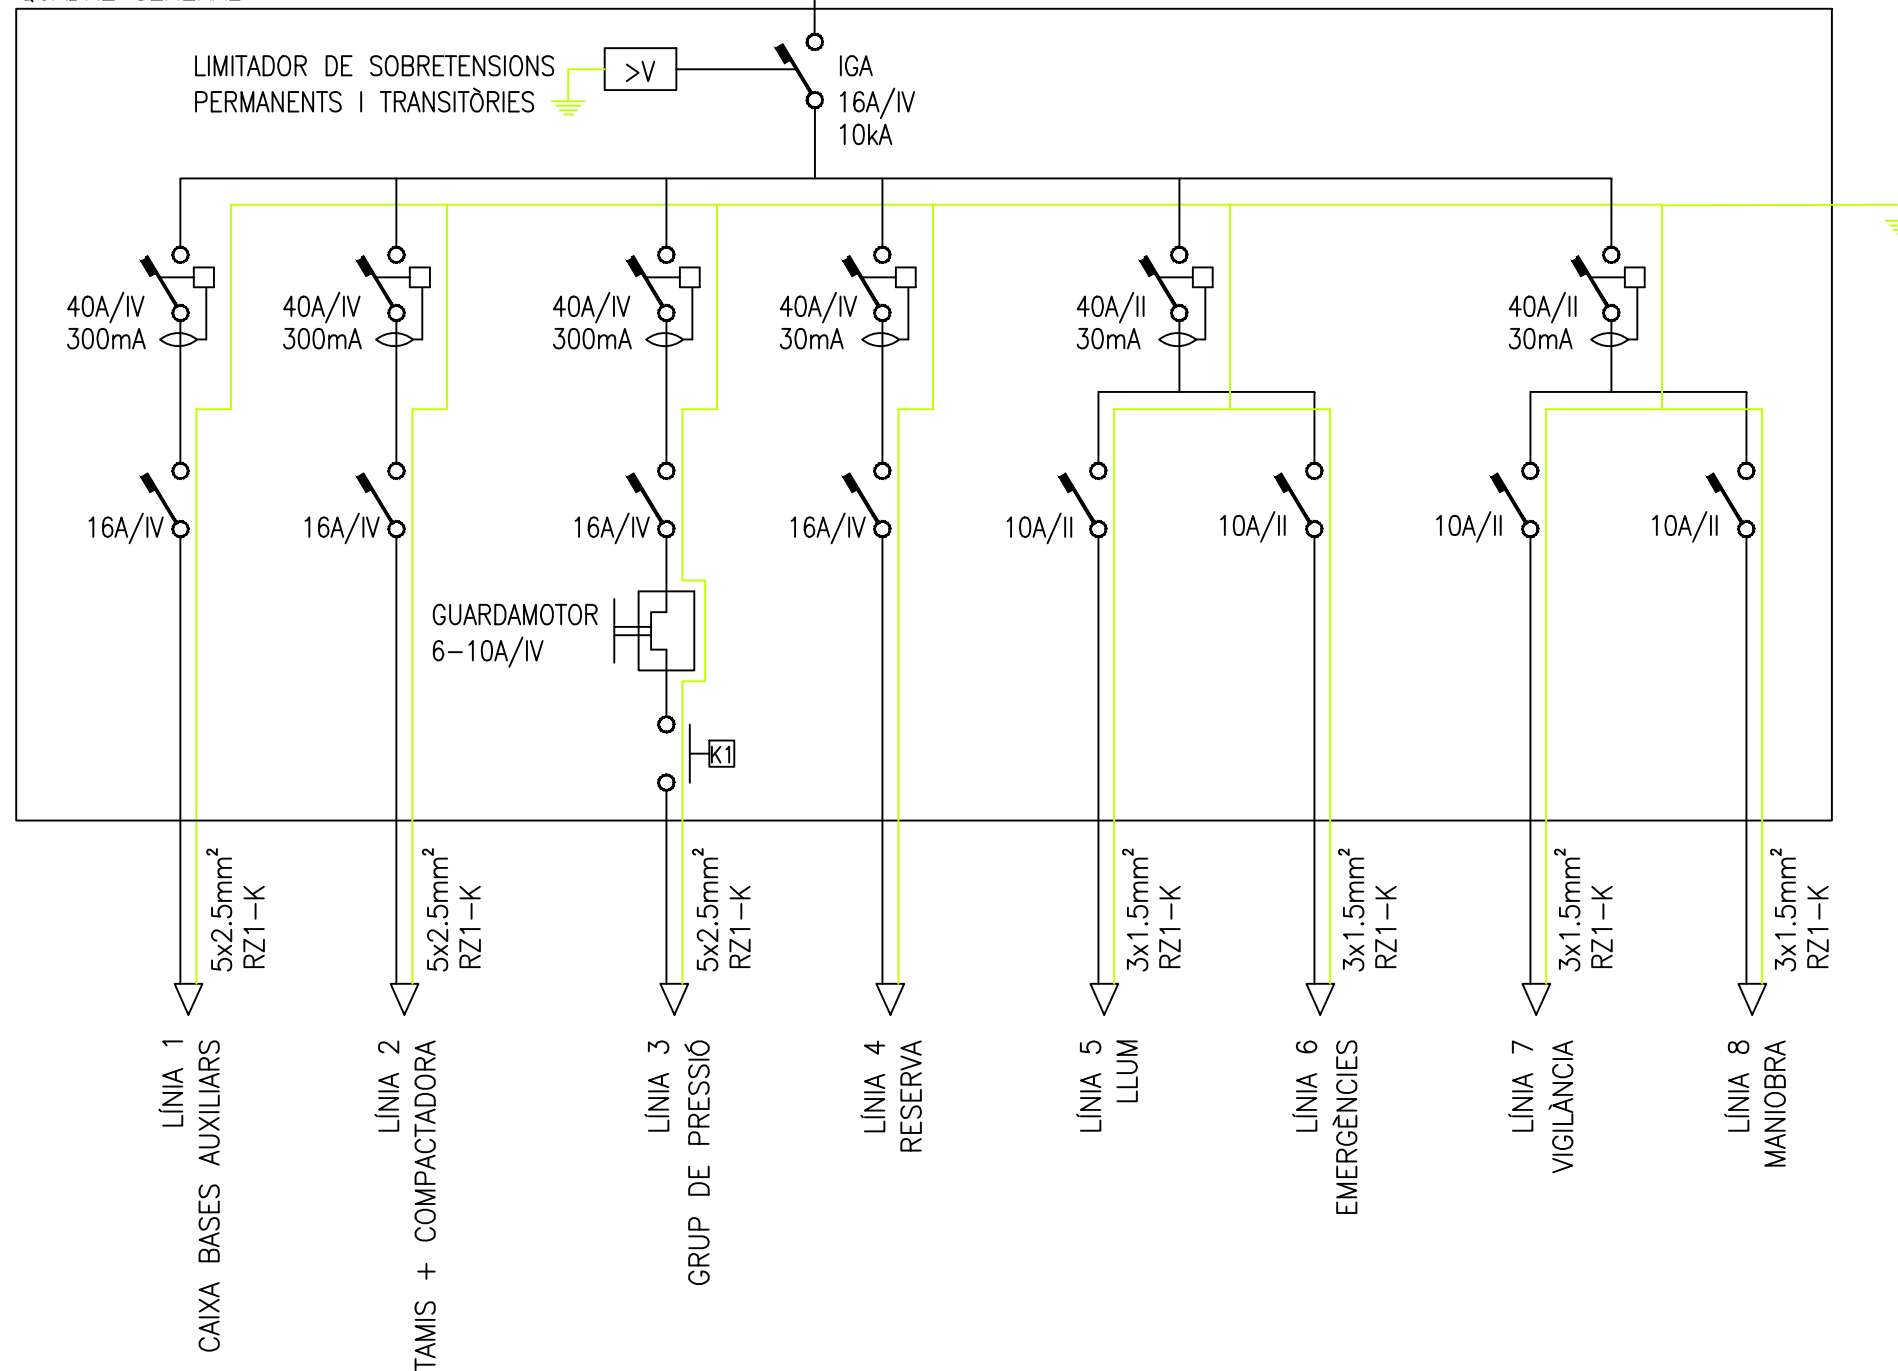 LIMITADOR DE SOBRETENSIONS
PERMANENTS I TRANSITÒRIES
>V
IGA
16A/IV
10kA
40A/IV
300mA
40A/IV
300mA
40A/IV
300mA
40A/IV
30mA
40A/II
30mA
40A/II
30mA
16A/IV
16A/IV
16A/IV
16A/IV
10A/II
10A/II
10A/II
10A/II
GUARDAMOTOR
6-10A/IV
K1
5x2.5mm²
RZ1-K
5x2.5mm²
RZ1-K
5x2.5mm²
RZ1-K
3x1.5mm²
RZ1-K
3x1.5mm²
RZ1-K
3x1.5mm²
RZ1-K
3x1.5mm²
RZ1-K
LÍNIA 1
CAIXA BASES AUXILIARS
LÍNIA 2
TAMIS + COMPACTADORA
LÍNIA 3
GRUP DE PRESSIÓ
LÍNIA 4
RESERVA
LÍNIA 5
LLUM
LÍNIA 6
EMERGÈNCIES
LÍNIA 7
VIGILÀNCIA
LÍNIA 8
MANIOBRA